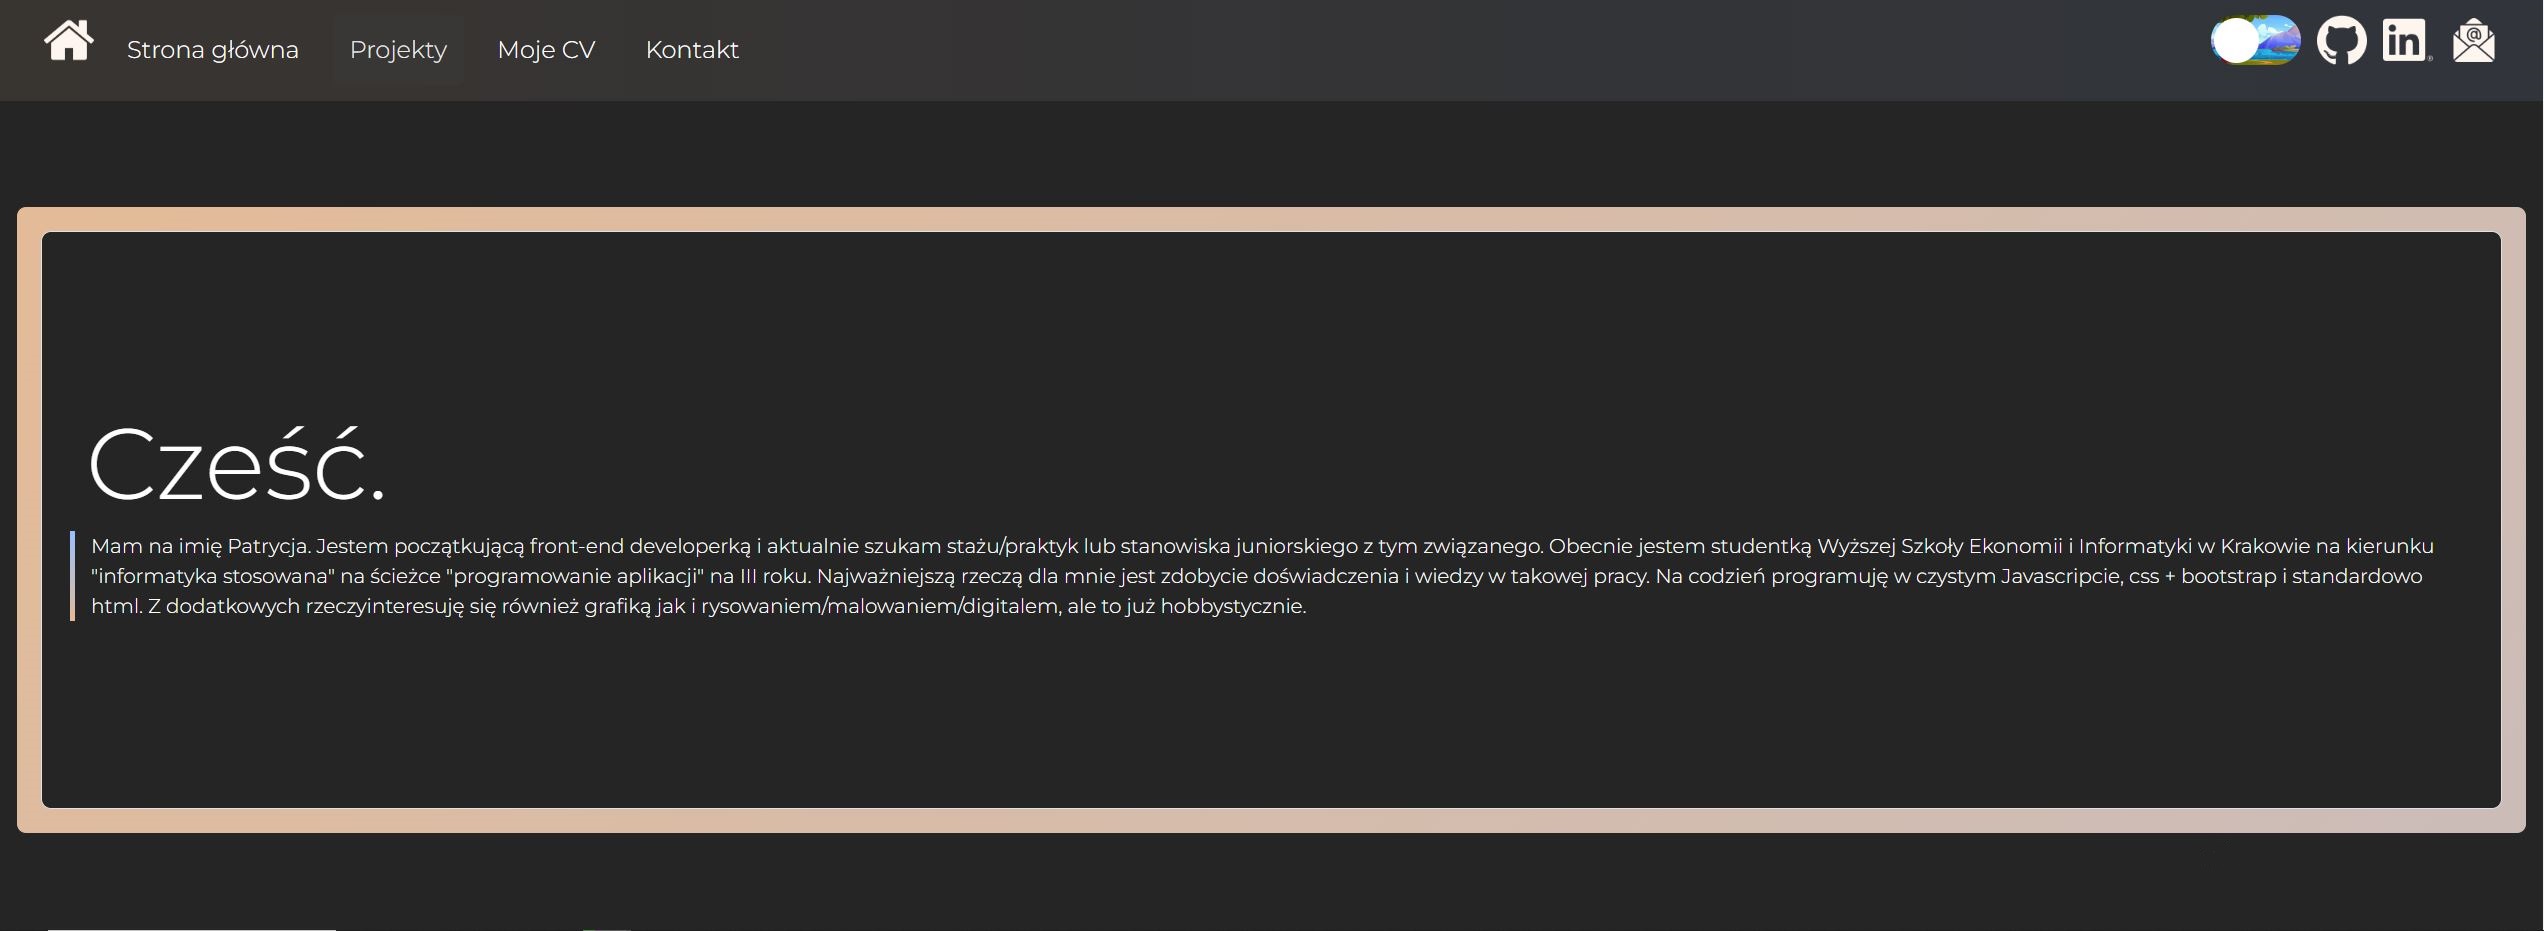 Strona główna
Projekty
Moje CV
Kontakt
in
@
Cześć.
Mam na imię Patrycja. Jestem początkującą front-end developerką i aktualnie szukam stażu/praktyk lub stanowiska juniorskiego z tym związanego. Obecnie jestem studentką Wyższej Szkoły Ekonomii i Informatyki w Krakowie na kierunku
"informatyka stosowana" na ścieżce "programowanie aplikacji" na III roku. Najważniejszą rzeczą dla mnie jest zdobycie doświadczenia i wiedzy w takowej pracy. Na codzień programuję w czystym Javascripcie, css + bootstrap i standardowo
html. Z dodatkowych rzeczyinteresuję się również grafiką jak i rysowaniem/malowaniem/digitalem, ale to już hobbystycznie.